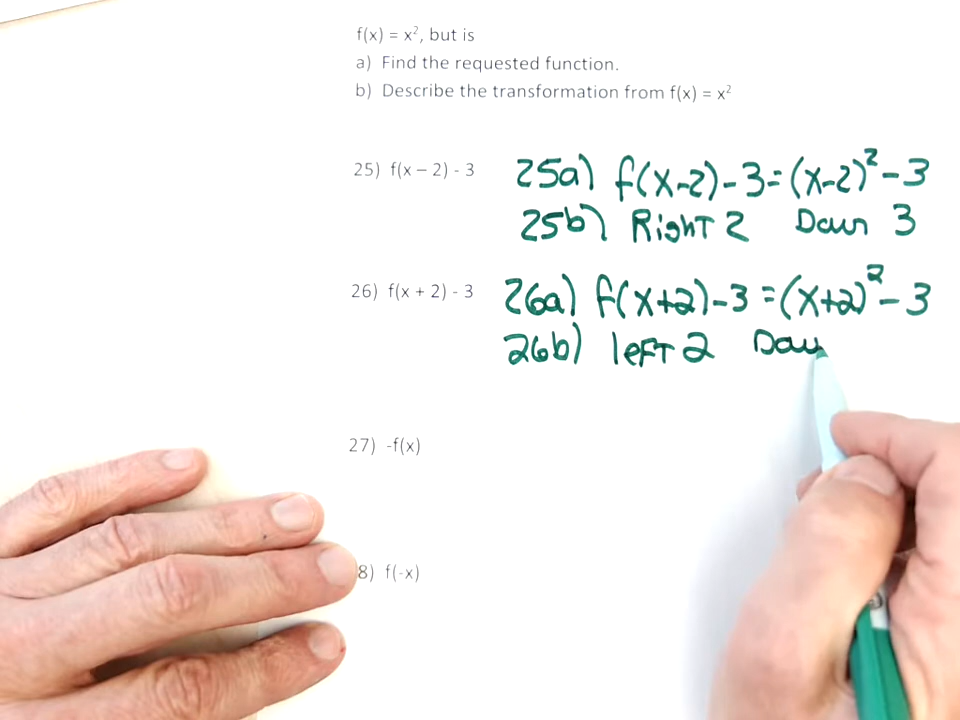 f(x) = x², but is
a) Find the requested function.
b) Describe the transformation from f(x) = x²
25) f(x – 2) - 3
25a) f(x-2)-3=(x-2)²-3
25b) Right 2 Down 3
26) f(x + 2) - 3
26a) f(x+2)-3=(x+2)²-3
26b) left 2 Dow
27) -f(x)
8) f(-x)